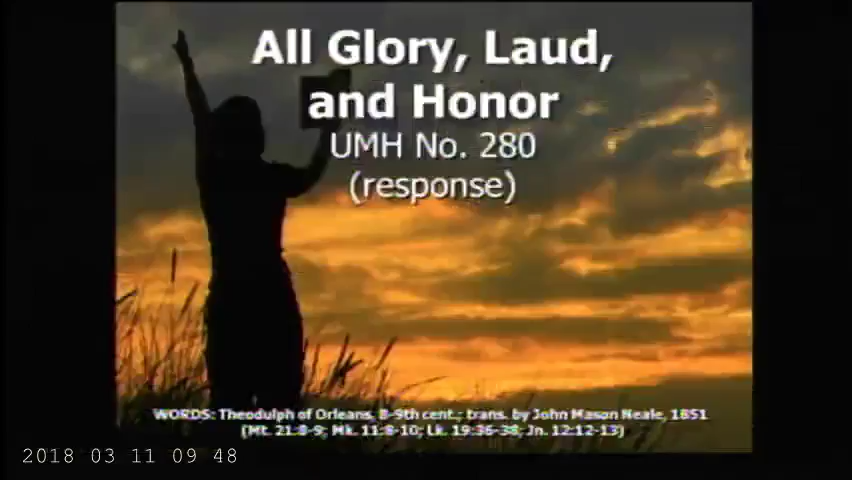 All Glory, Laud,
and Honor
UMH No. 280
(response)
WORDS: Theodulph of Orleans, 8-9th cent.; trans. by John Mason Neale, 1851
(Mt. 21:8-9; Mk. 11:8-10; Lk. 19:36-38; Jn. 12:12-13)
2018 03 11 09 48